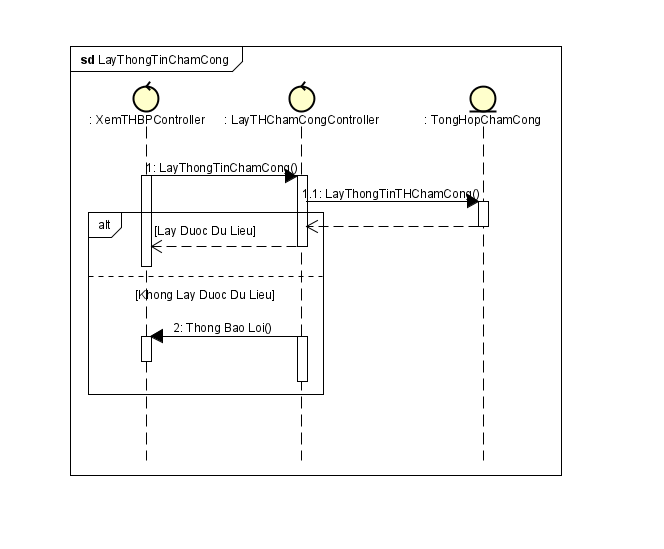 sd LayThongTinChamCong
: XemTHBPController
: LayTHChamCongController
: TongHopChamCong
1: LayThongTinChamCong()
1.1: LayThongTinTHChamCong()
alt
[Lay Duoc Du Lieu]
[Khong Lay Duoc Du Lieu]
2: Thong Bao Loi()